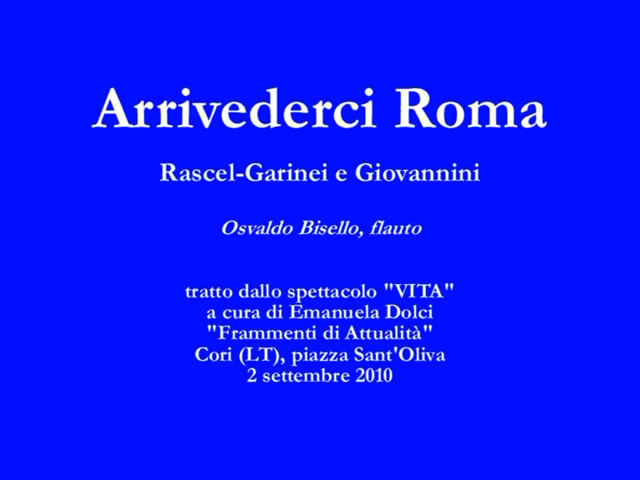 Arrivederci Roma
Rascel-Garinei e Giovannini
Osvaldo Bisello, flauto
tratto dallo spettacolo "VITA"
a cura di Emanuela Dolci
"Frammenti di Attualità"
Cori (LT), piazza Sant'Oliva
2 settembre 2010